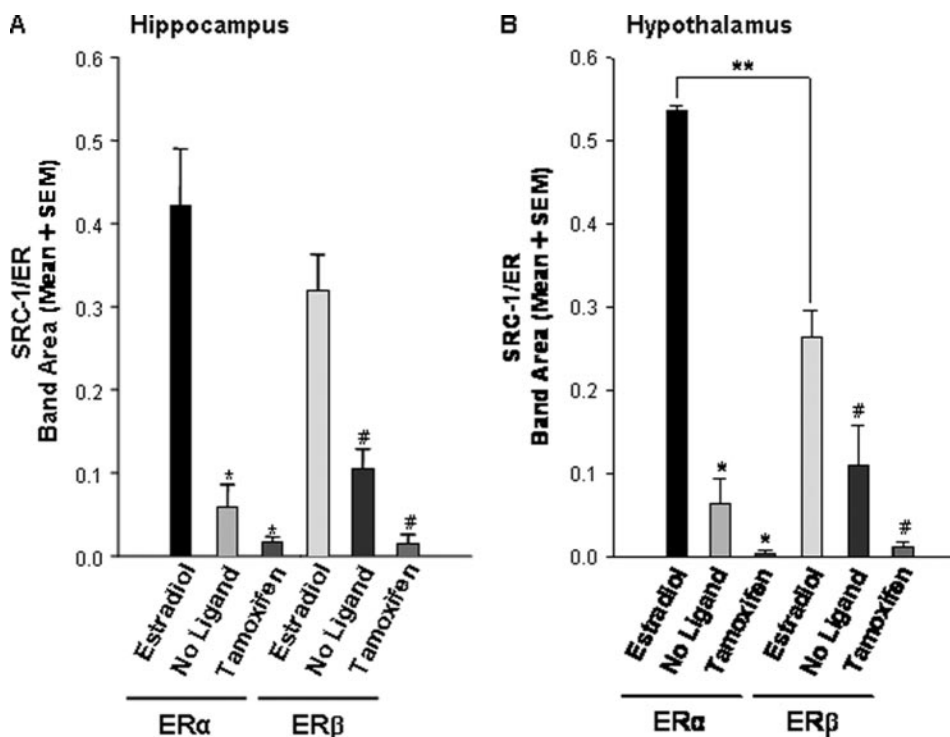 A Hippocampus
SRC-1/ER
Band Area (Mean + SEM)
0.6
0.5
0.4
0.3
0.2
0.1
0.0
*
*
#
#
Estradiol
No Ligand
Tamoxifen
Estradiol
No Ligand
Tamoxifen
ERα
ERβ
B Hypothalamus
SRC-1/ER
Band Area (Mean + SEM)
0.6
0.5
0.4
0.3
0.2
0.1
0.0
**
*
*
#
#
Estradiol
No Ligand
Tamoxifen
Estradiol
No Ligand
Tamoxifen
ERα
ERβ